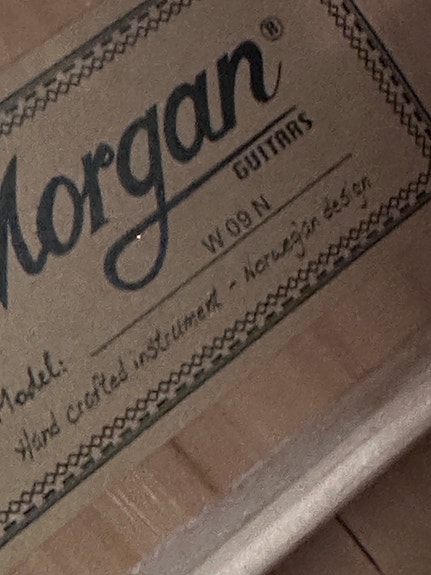 Morgan®
GUITARS
Model: W 09 N
Hand crafted instrument - Norwegian design